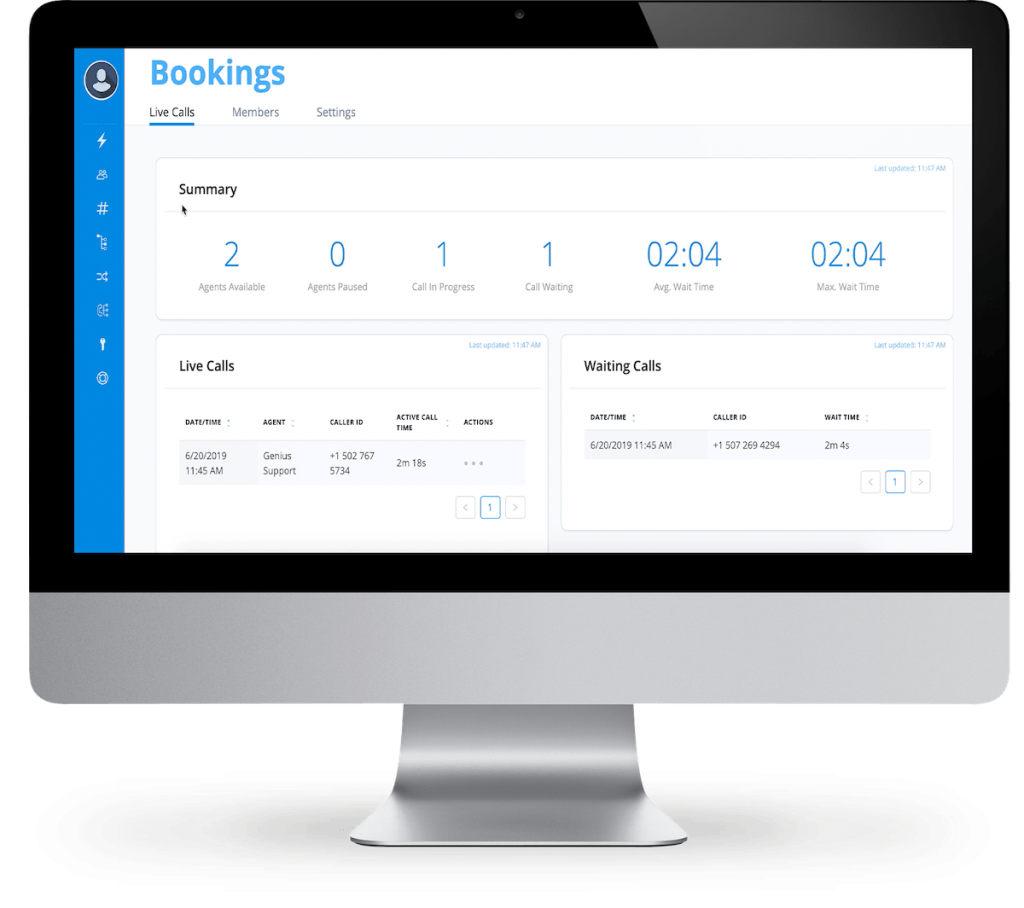 Bookings
Live Calls Members Settings
Last updated: 11:47 AM
Summary
2 0 1 1 02:04 02:04
Agents Available Agents Paused Call In Progress Call Waiting Avg. Wait Time Max. Wait Time
Last updated: 11:47 AM
Live Calls
DATE/TIME AGENT CALLER ID ACTIVE CALL ACTIONS
TIME
6/20/2019 Genius +1 502 767 2m 18s
11:45 AM Support 5734
1
Last updated: 11:47 AM
Waiting Calls
DATE/TIME CALLER ID WAIT TIME
6/20/2019 11:45 AM +1 507 269 4294 2m 4s
1